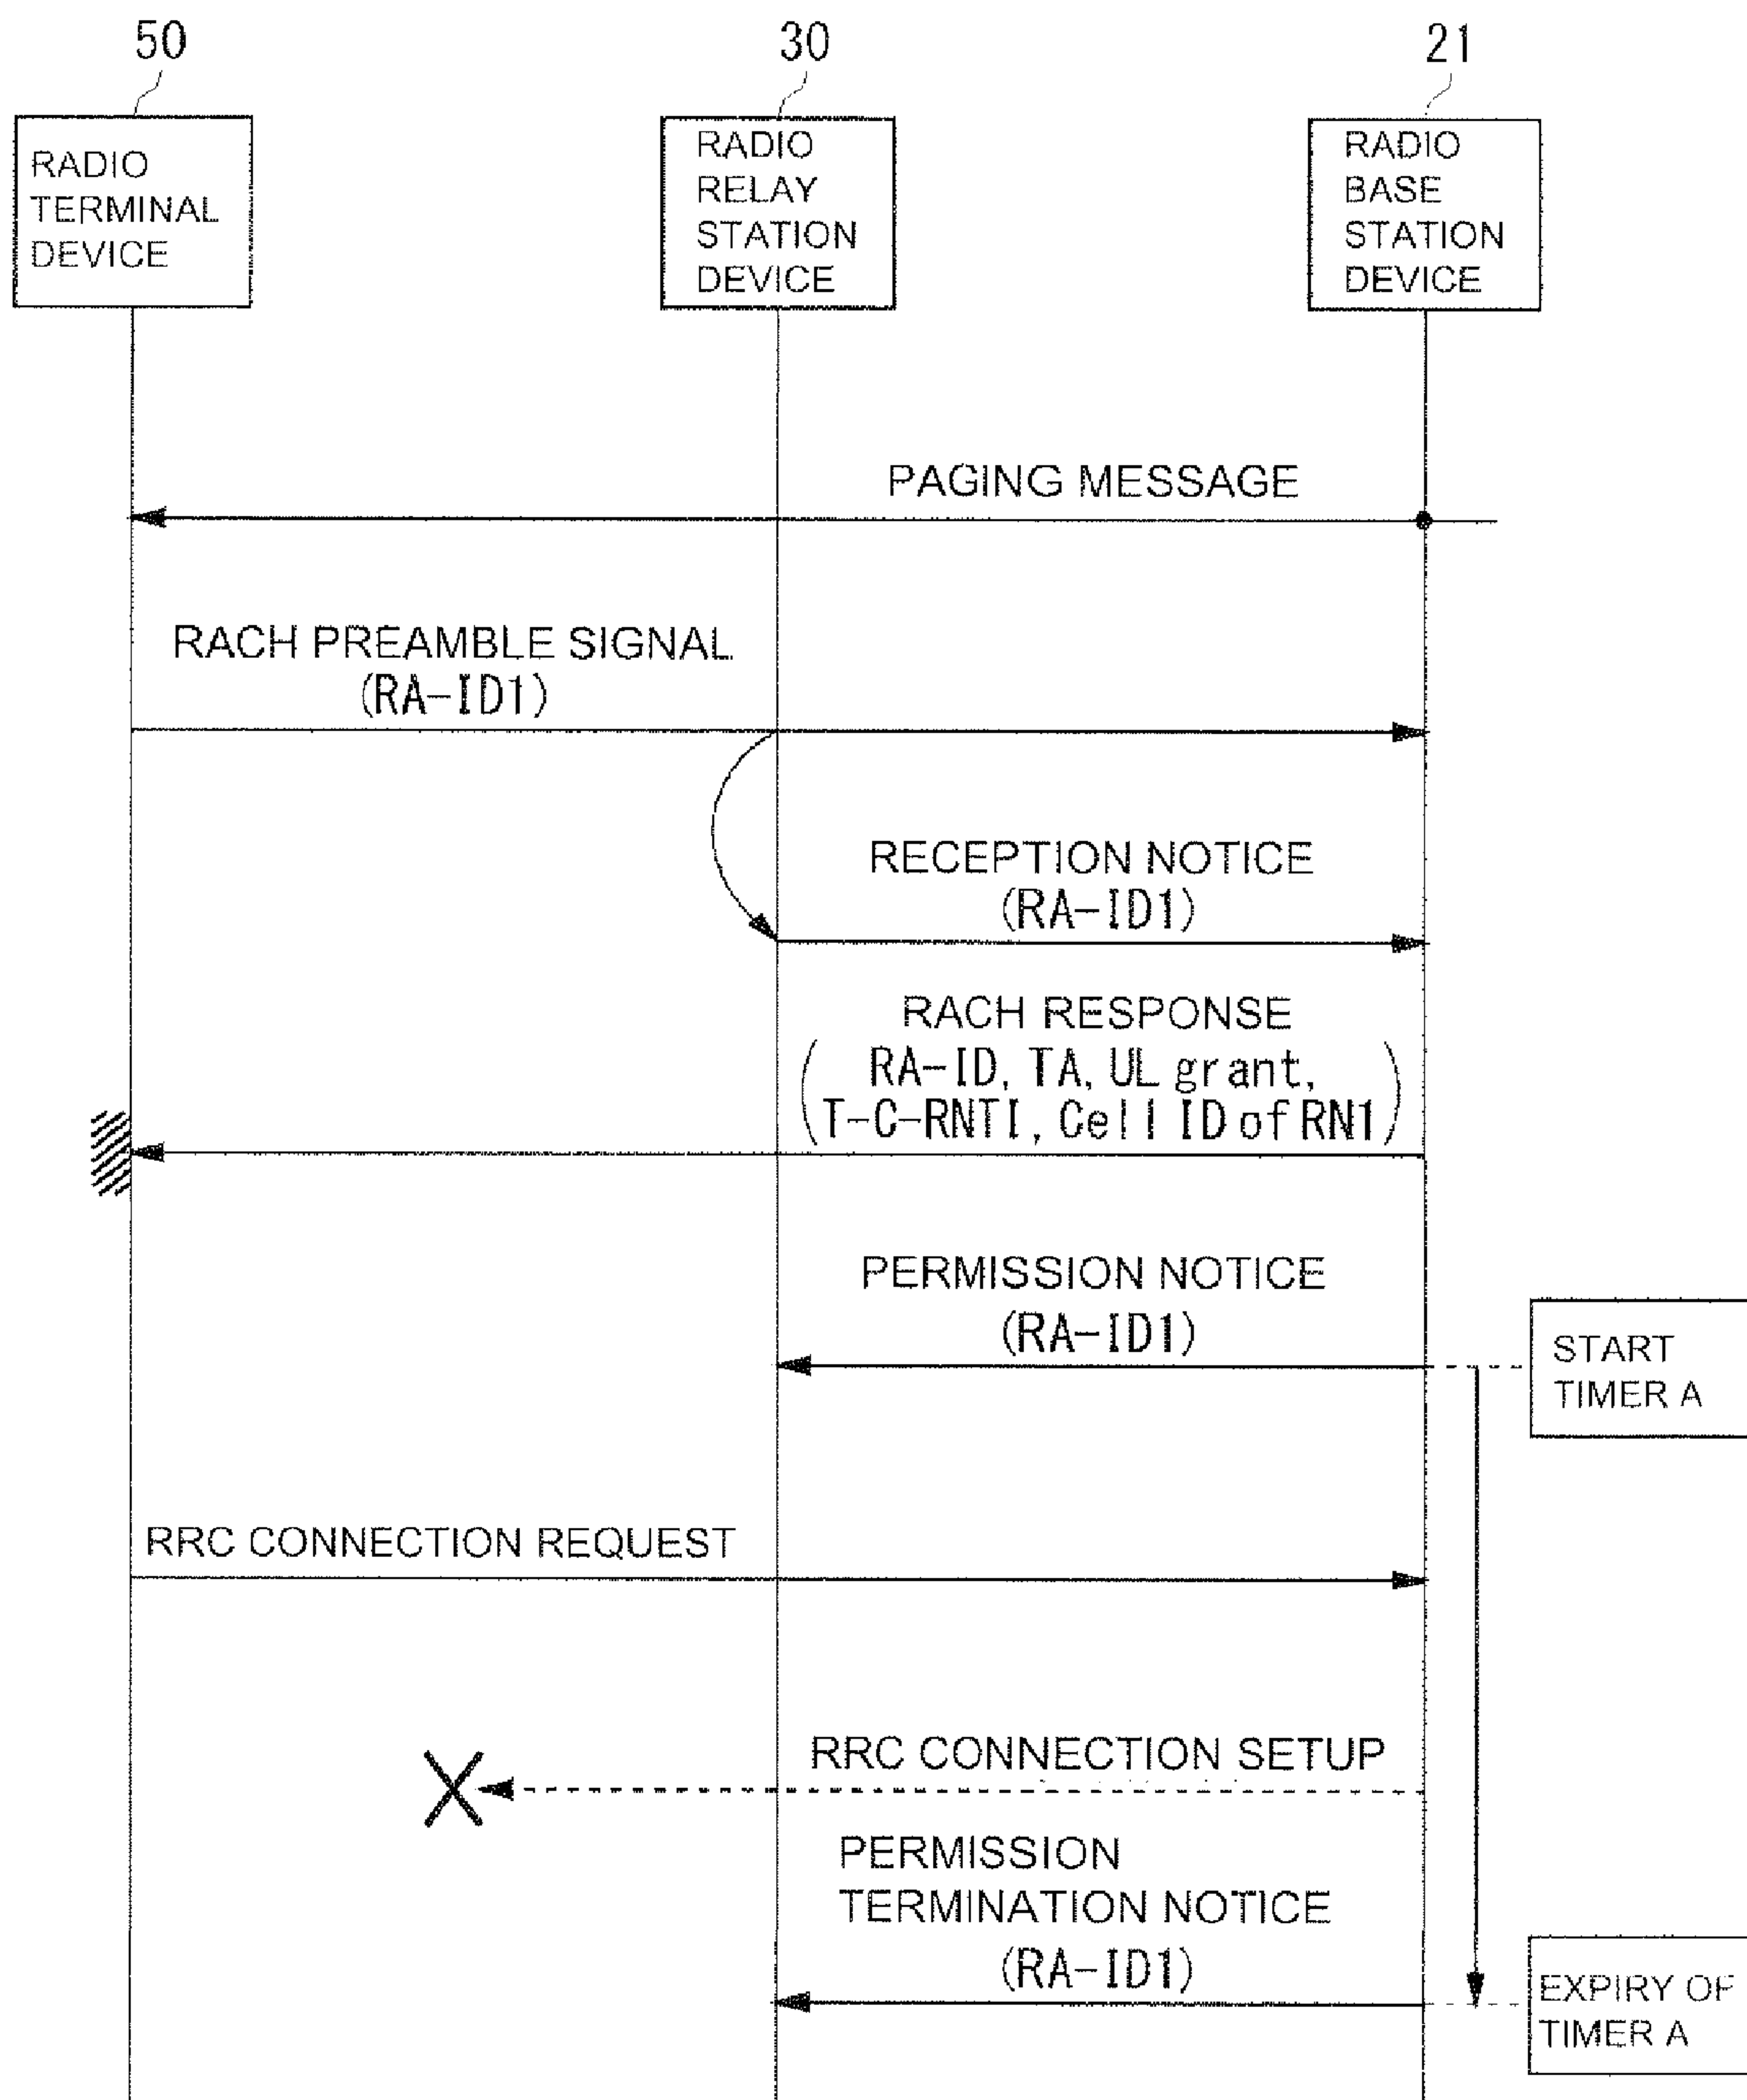 50
30
21
RADIO
TERMINAL
DEVICE
RADIO
RELAY
STATION
DEVICE
RADIO
BASE
STATION
DEVICE
PAGING MESSAGE
RACH PREAMBLE SIGNAL
(RA-ID1)
RECEPTION NOTICE
(RA-ID1)
RACH RESPONSE
(RA-ID, TA, UL grant,
T-C-RNTI, Cell ID of RN1)
PERMISSION NOTICE
(RA-ID1)
START
TIMER A
RRC CONNECTION REQUEST
RRC CONNECTION SETUP
PERMISSION
TERMINATION NOTICE
(RA-ID1)
EXPIRY OF
TIMER A